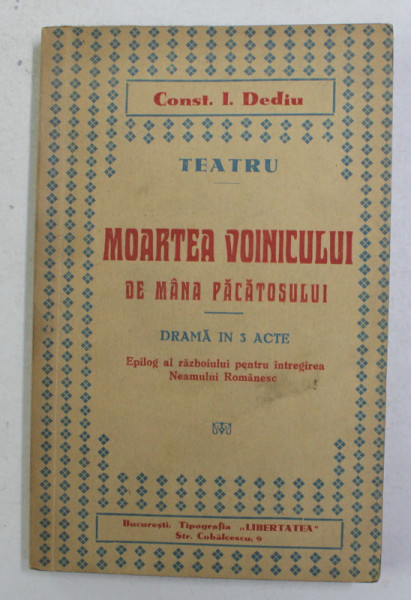 Const. I. Dediu
TEATRU
MOARTEA VOINICULUI
DE MÂNA PĂCĂTOSULUI
DRAMĂ IN 3 ACTE
Epilog al războiului pentru întregirea
Neamului Românesc
București. Tipografia „LIBERTATEA"
Str. Cobălcescu, 9